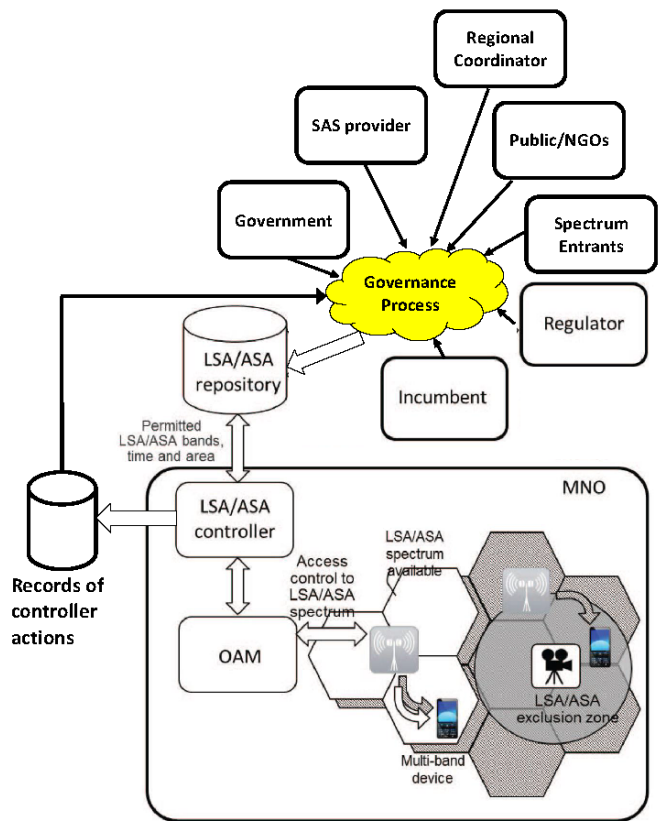 Regional
Coordinator
SAS provider
Public/NGOs
Government
Spectrum
Entrants
Governance
Process
Regulator
LSA/ASA
repository
Incumbent
Permitted
LSA/ASA bands,
time and area
MNO
LSA/ASA
controller
LSA/ASA
spectrum
available
Access
control to
LSA/ASA
spectrum
Records of
controller
actions
OAM
LSA/ASA
exclusion zone
Multi-band
device